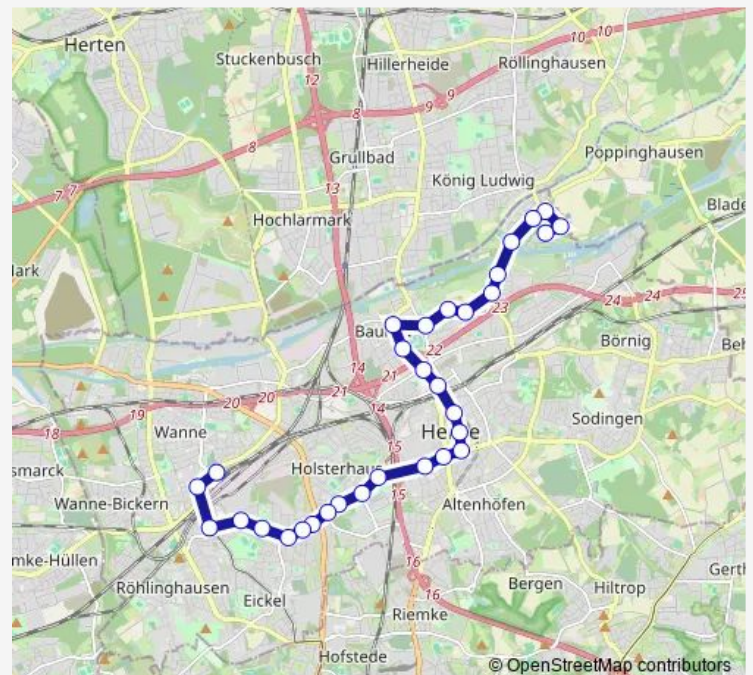 Herten
Stuckenbusch
Hillerheide
Röllinghausen
10 10
12
9 9
8
8
Grullbad
Poppinghausen
13
König Ludwig
7 7
Hochlarmark
Blade
lark
23
24 24 25
Bau
22
Börnig
Beh
14
21
21
20 20
19
18
14
Wanne
Sodingen
He e
15
smarck
Holsterhaus
15
Wanne-Bickern
Altenhöfen
mke-Hüllen
16
16
Röhlinghausen
Bergen
Hiltrop
Gerth
Eickel
Riemke
Hofstede
© OpenStreetMap contributors